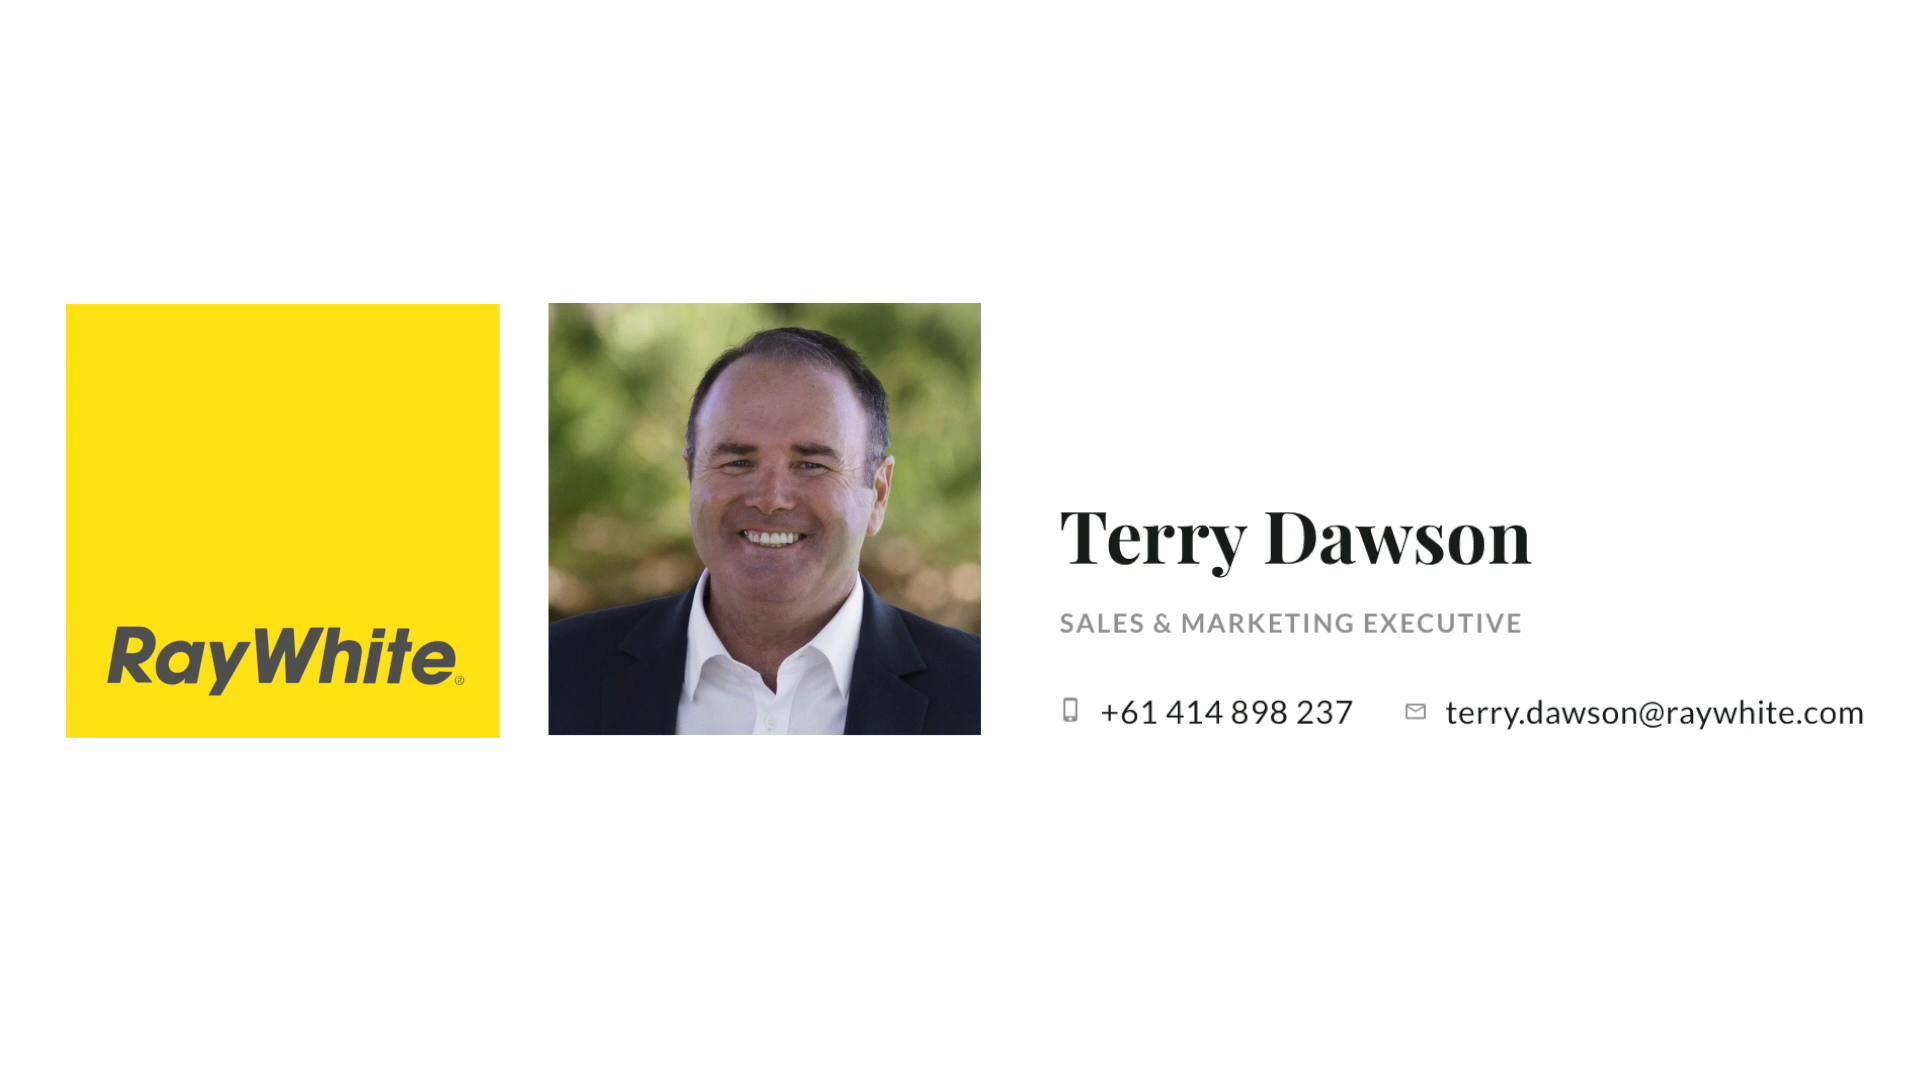 RayWhite®
Terry Dawson
SALES & MARKETING EXECUTIVE
+61 414 898 237 terry.dawson@raywhite.com